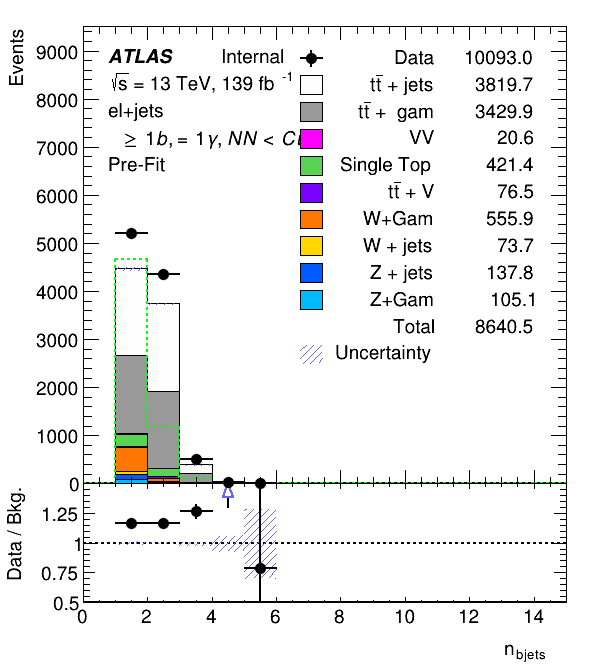 Events
ATLAS Internal
√s = 13 TeV, 139 fb⁻¹
el+jets
≥ 1b, = 1γ, NN < C
Pre-Fit
Data 10093.0
tt̄ + jets 3819.7
tt̄ + gam 3429.9
VV 20.6
Single Top 421.4
tt̄ + V 76.5
W+Gam 555.9
W + jets 73.7
Z + jets 137.8
Z+Gam 105.1
Total 8640.5
Uncertainty
9000
8000
7000
6000
5000
4000
3000
2000
1000
0
Data / Bkg.
1.25
1
0.75
0.5
0 2 4 6 8 10 12 14
n_bjets